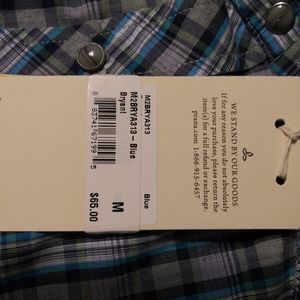 WE STAND BY OUR GOODS
If for any reason you do not absolutely
love your purchase, please return the
item(s) for a full refund or exchange.
prana.com 1-866-915-6457
M2BRYA313
Blue
M2BRYA313 – Blue
Bryant
M
8 83741 67199 5
$65.00